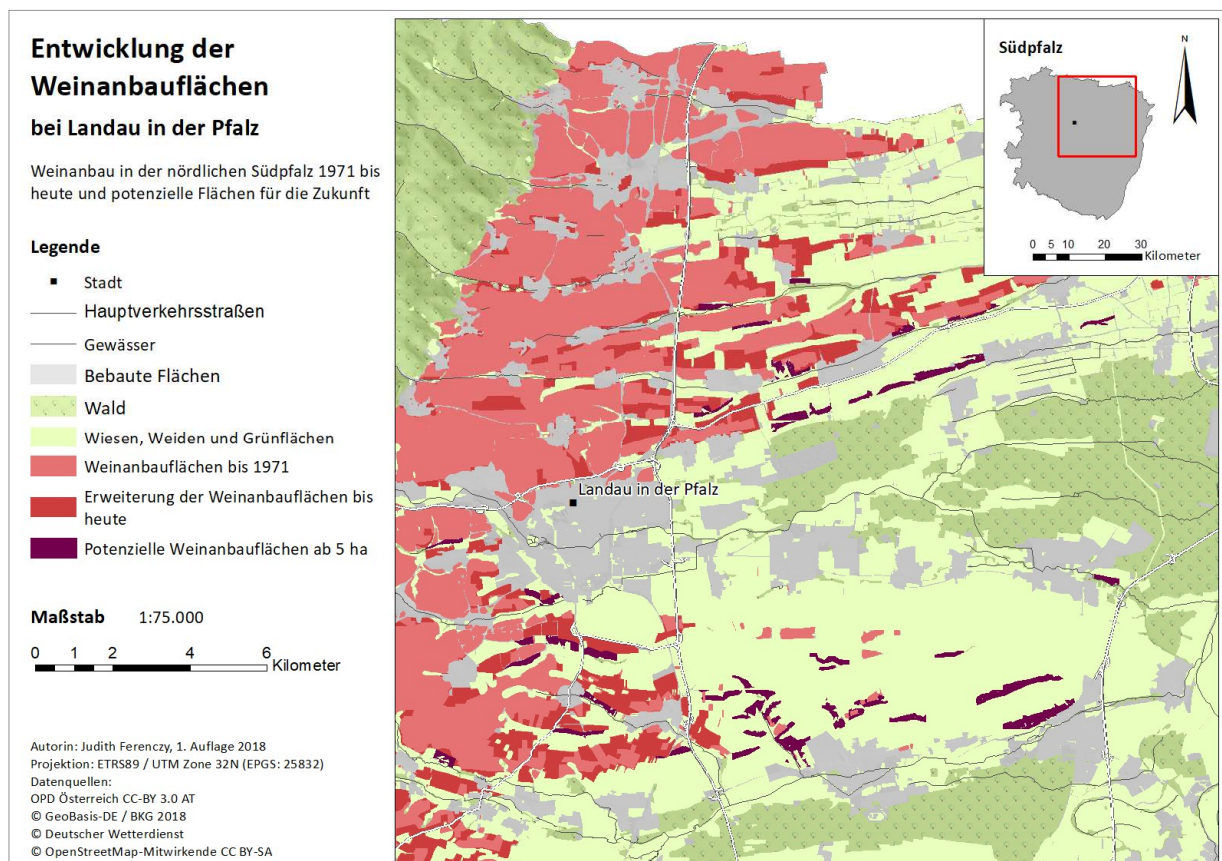 Entwicklung der
Weinanbauflächen
bei Landau in der Pfalz
Weinanbau in der nördlichen Südpfalz 1971 bis
heute und potenzielle Flächen für die Zukunft
Legende
Stadt
Hauptverkehrsstraßen
Gewässer
Bebaute Flächen
Wald
Wiesen, Weiden und Grünflächen
Weinanbauflächen bis 1971
Erweiterung der Weinanbauflächen bis
heute
Potenzielle Weinanbauflächen ab 5 ha
Maßstab 1:75.000
0 1 2 4 6
Kilometer
Autorin: Judith Ferenczy, 1. Auflage 2018
Projektion: ETRS89 / UTM Zone 32N (EPGS: 25832)
Datenquellen:
OPD Österreich CC-BY 3.0 AT
© GeoBasis-DE / BKG 2018
© Deutscher Wetterdienst
© OpenStreetMap-Mitwirkende CC BY-SA
Landau in der Pfalz
Südpfalz
N
0 5 10 20 30
Kilometer